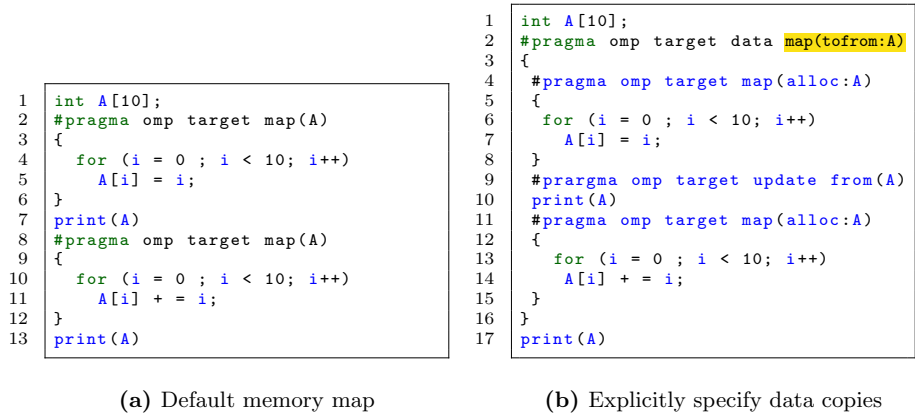 1 int A[10];
2 #pragma omp target map(A)
3 {
4 for (i = 0 ; i < 10; i++)
5 A[i] = i;
6 }
7 print(A)
8 #pragma omp target map(A)
9 {
10 for (i = 0 ; i < 10; i++)
11 A[i] + = i;
12 }
13 print(A)
(a) Default memory map
1 int A[10];
2 #pragma omp target data map(tofrom:A)
3 {
4 #pragma omp target map(alloc:A)
5 {
6 for (i = 0 ; i < 10; i++)
7 A[i] = i;
8 }
9 #prargma omp target update from(A)
10 print(A)
11 #pragma omp target map(alloc:A)
12 {
13 for (i = 0 ; i < 10; i++)
14 A[i] + = i;
15 }
16 }
17 print(A)
(b) Explicitly specify data copies